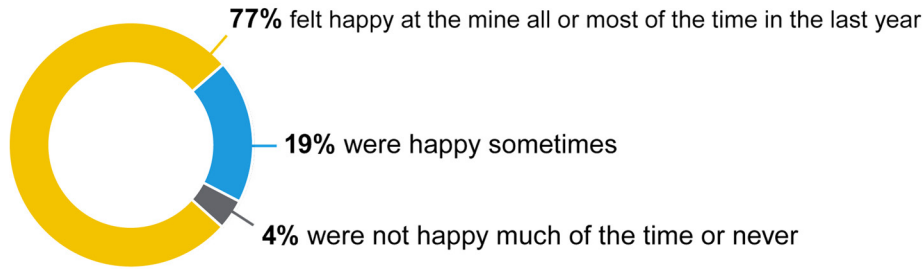 77% felt happy at the mine all or most of the time in the last year
19% were happy sometimes
4% were not happy much of the time or never